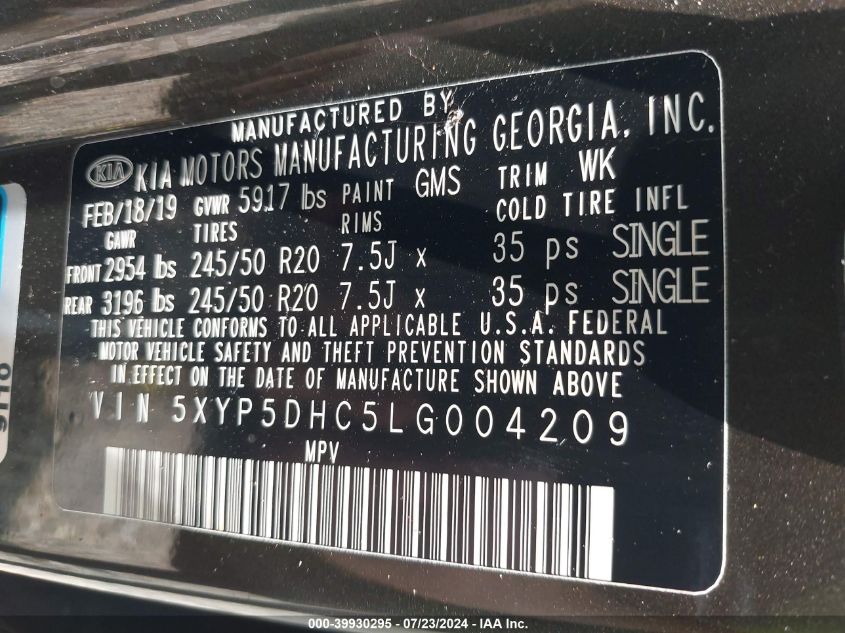 MANUFACTURED BY
KIA KIA MOTORS MANUFACTURING GEORGIA, INC.
FEB/18/19 GVWR 5917 lbs PAINT GMS TRIM WK
GAWR TIRES RIMS COLD TIRE INFL
FRONT 2954 lbs 245/50 R20 7.5J x 35 ps SINGLE
REAR 3196 lbs 245/50 R20 7.5J x 35 ps SINGLE
THIS VEHICLE CONFORMS TO ALL APPLICABLE U.S.A. FEDERAL
MOTOR VEHICLE SAFETY AND THEFT PREVENTION STANDARDS
IN EFFECT ON THE DATE OF MANUFACTURE SHOWN ABOVE
VIN 5XYP5DHC5LG004209
MPV
000-39930295 - 07/23/2024 - IAA Inc.